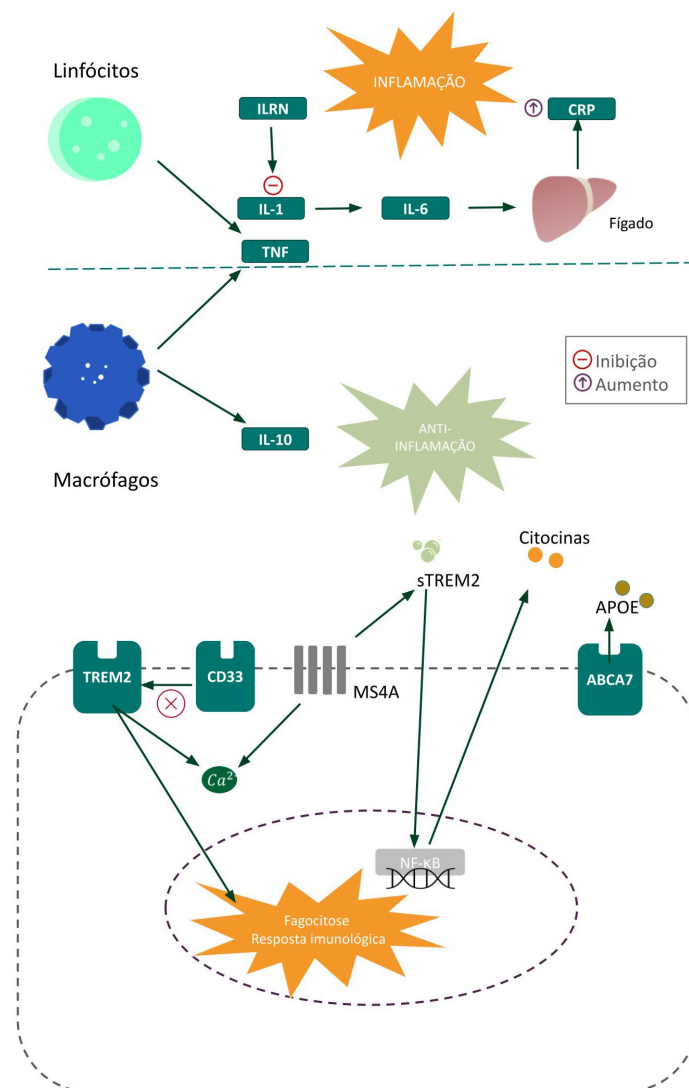 Linfócitos
INFLAMAÇÃO
ILRN
CRP
IL-1
IL-6
Fígado
TNF
Inibição
Aumento
ANTI-
INFLAMAÇÃO
IL-10
Macrófagos
Citocinas
sTREM2
APOE
TREM2
CD33
MS4A
ABCA7
Ca²⁺
NF-κB
Fagocitose
Resposta imunológica